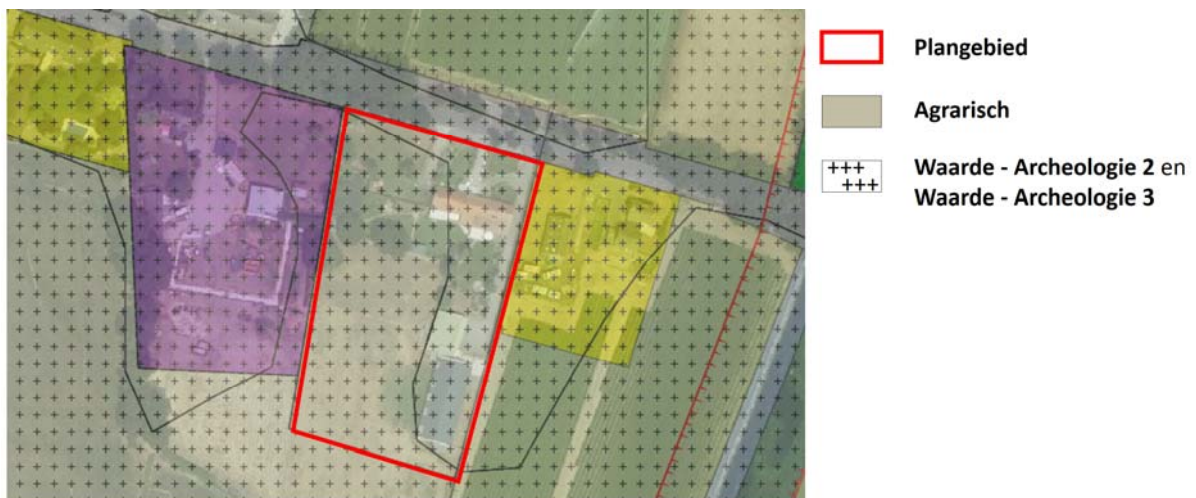 Plangebied
Agrarisch
Waarde - Archeologie 2 en
Waarde - Archeologie 3